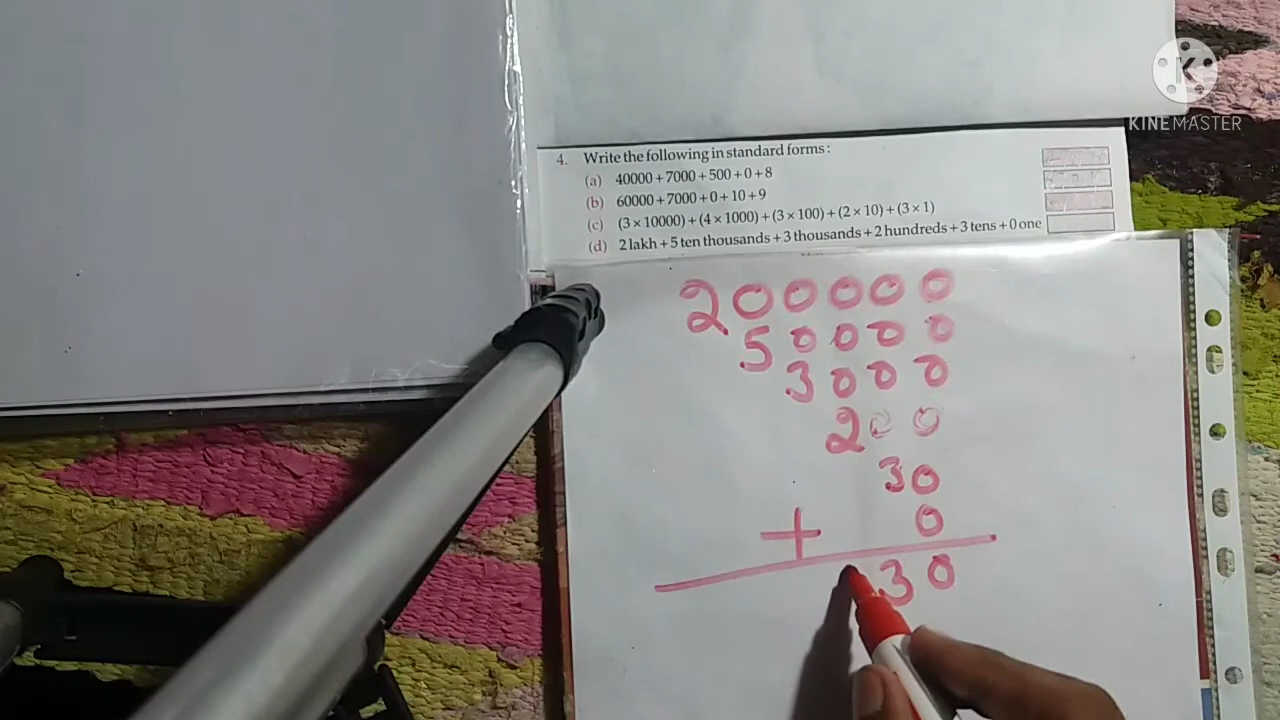 KINEMASTER
4. Write the following in standard forms :
(a) 40000 + 7000 + 500 + 0 + 8
(b) 60000 + 7000 + 0 + 10 + 9
(c) (3 × 10000) + (4 × 1000) + (3 × 100) + (2 × 10) + (3 × 1)
(d) 2 lakh + 5 ten thousands + 3 thousands + 2 hundreds + 3 tens + 0 one
200000
50000
3000
200
30
+ 0
30